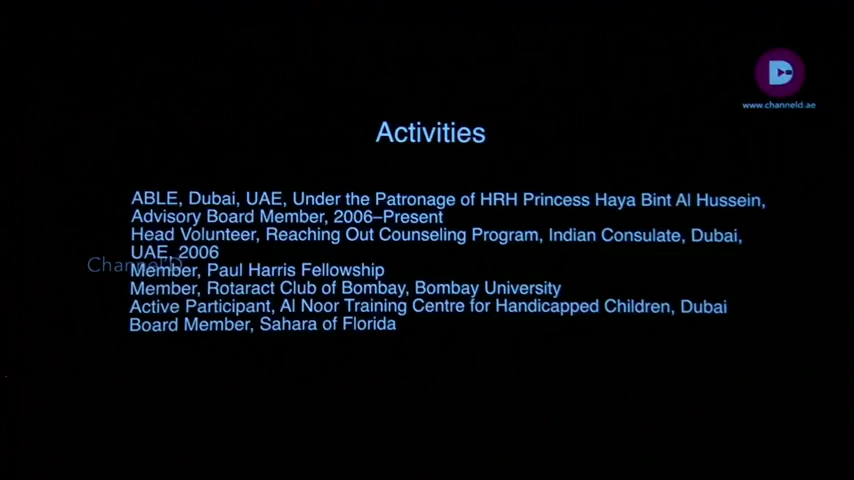 D
www.channeld.ae
Activities
ABLE, Dubai, UAE, Under the Patronage of HRH Princess Haya Bint Al Hussein,
Advisory Board Member, 2006–Present
Head Volunteer, Reaching Out Counseling Program, Indian Consulate, Dubai,
UAE, 2006
Channel D
Member, Paul Harris Fellowship
Member, Rotaract Club of Bombay, Bombay University
Active Participant, Al Noor Training Centre for Handicapped Children, Dubai
Board Member, Sahara of Florida